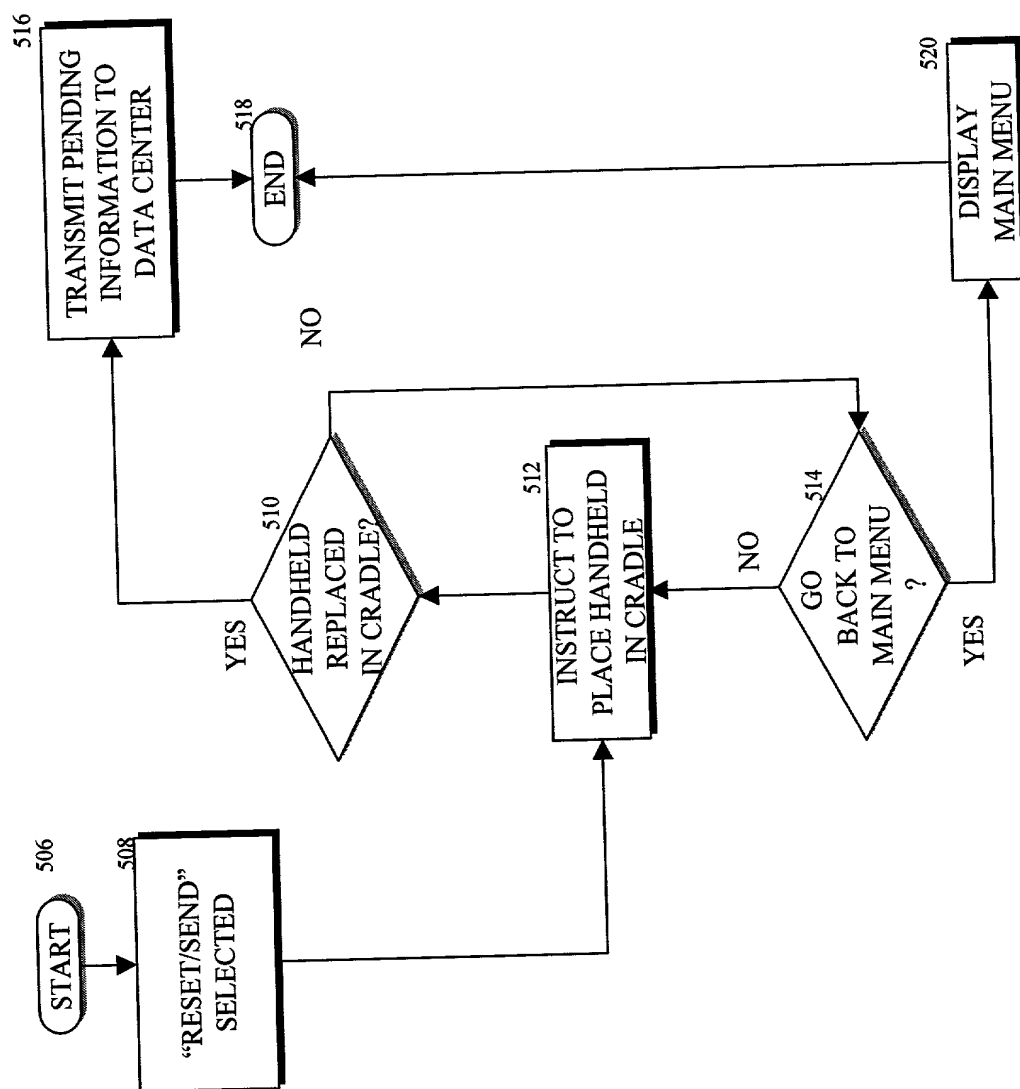 506
START
508
“RESET/SEND”
SELECTED
512
INSTRUCT TO
PLACE HANDHELD
IN CRADLE
510
HANDHELD
REPLACED
IN CRADLE?
YES
NO
516
TRANSMIT PENDING
INFORMATION TO
DATA CENTER
518
END
514
GO
BACK TO
MAIN MENU
?
NO
YES
520
DISPLAY
MAIN MENU